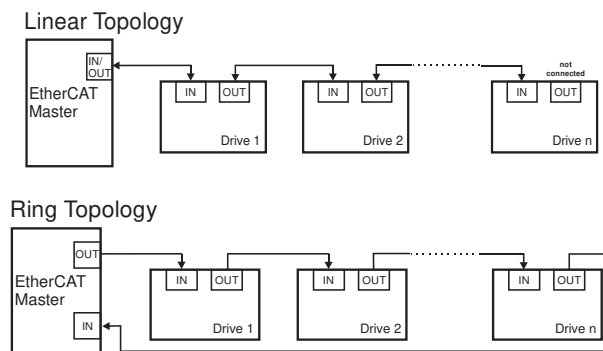 Linear Topology
IN/
OUT
EtherCAT
Master
IN
OUT
Drive 1
IN
OUT
Drive 2
not
connected
IN
OUT
Drive n
Ring Topology
OUT
EtherCAT
Master
IN
IN
OUT
Drive 1
IN
OUT
Drive 2
IN
OUT
Drive n